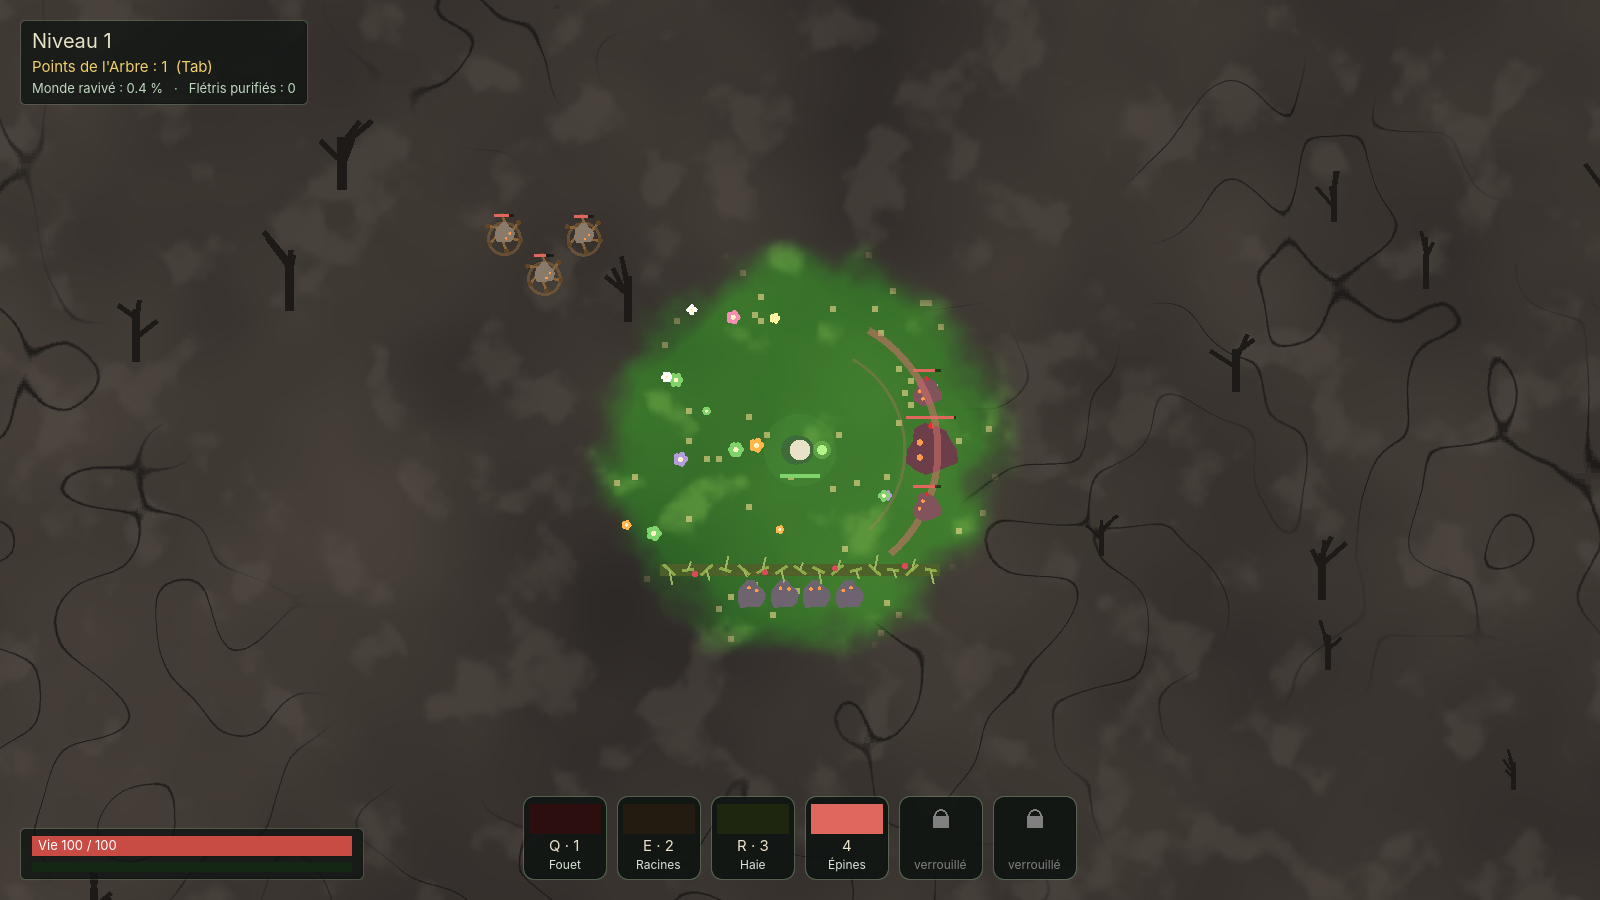 Niveau 1
Points de l'Arbre : 1 (Tab)
Monde ravivé : 0.4 % · Flétris purifiés : 0
Vie 100 / 100
Q · 1
Fouet
E · 2
Racines
R · 3
Haie
4
Épines
verrouillé
verrouillé